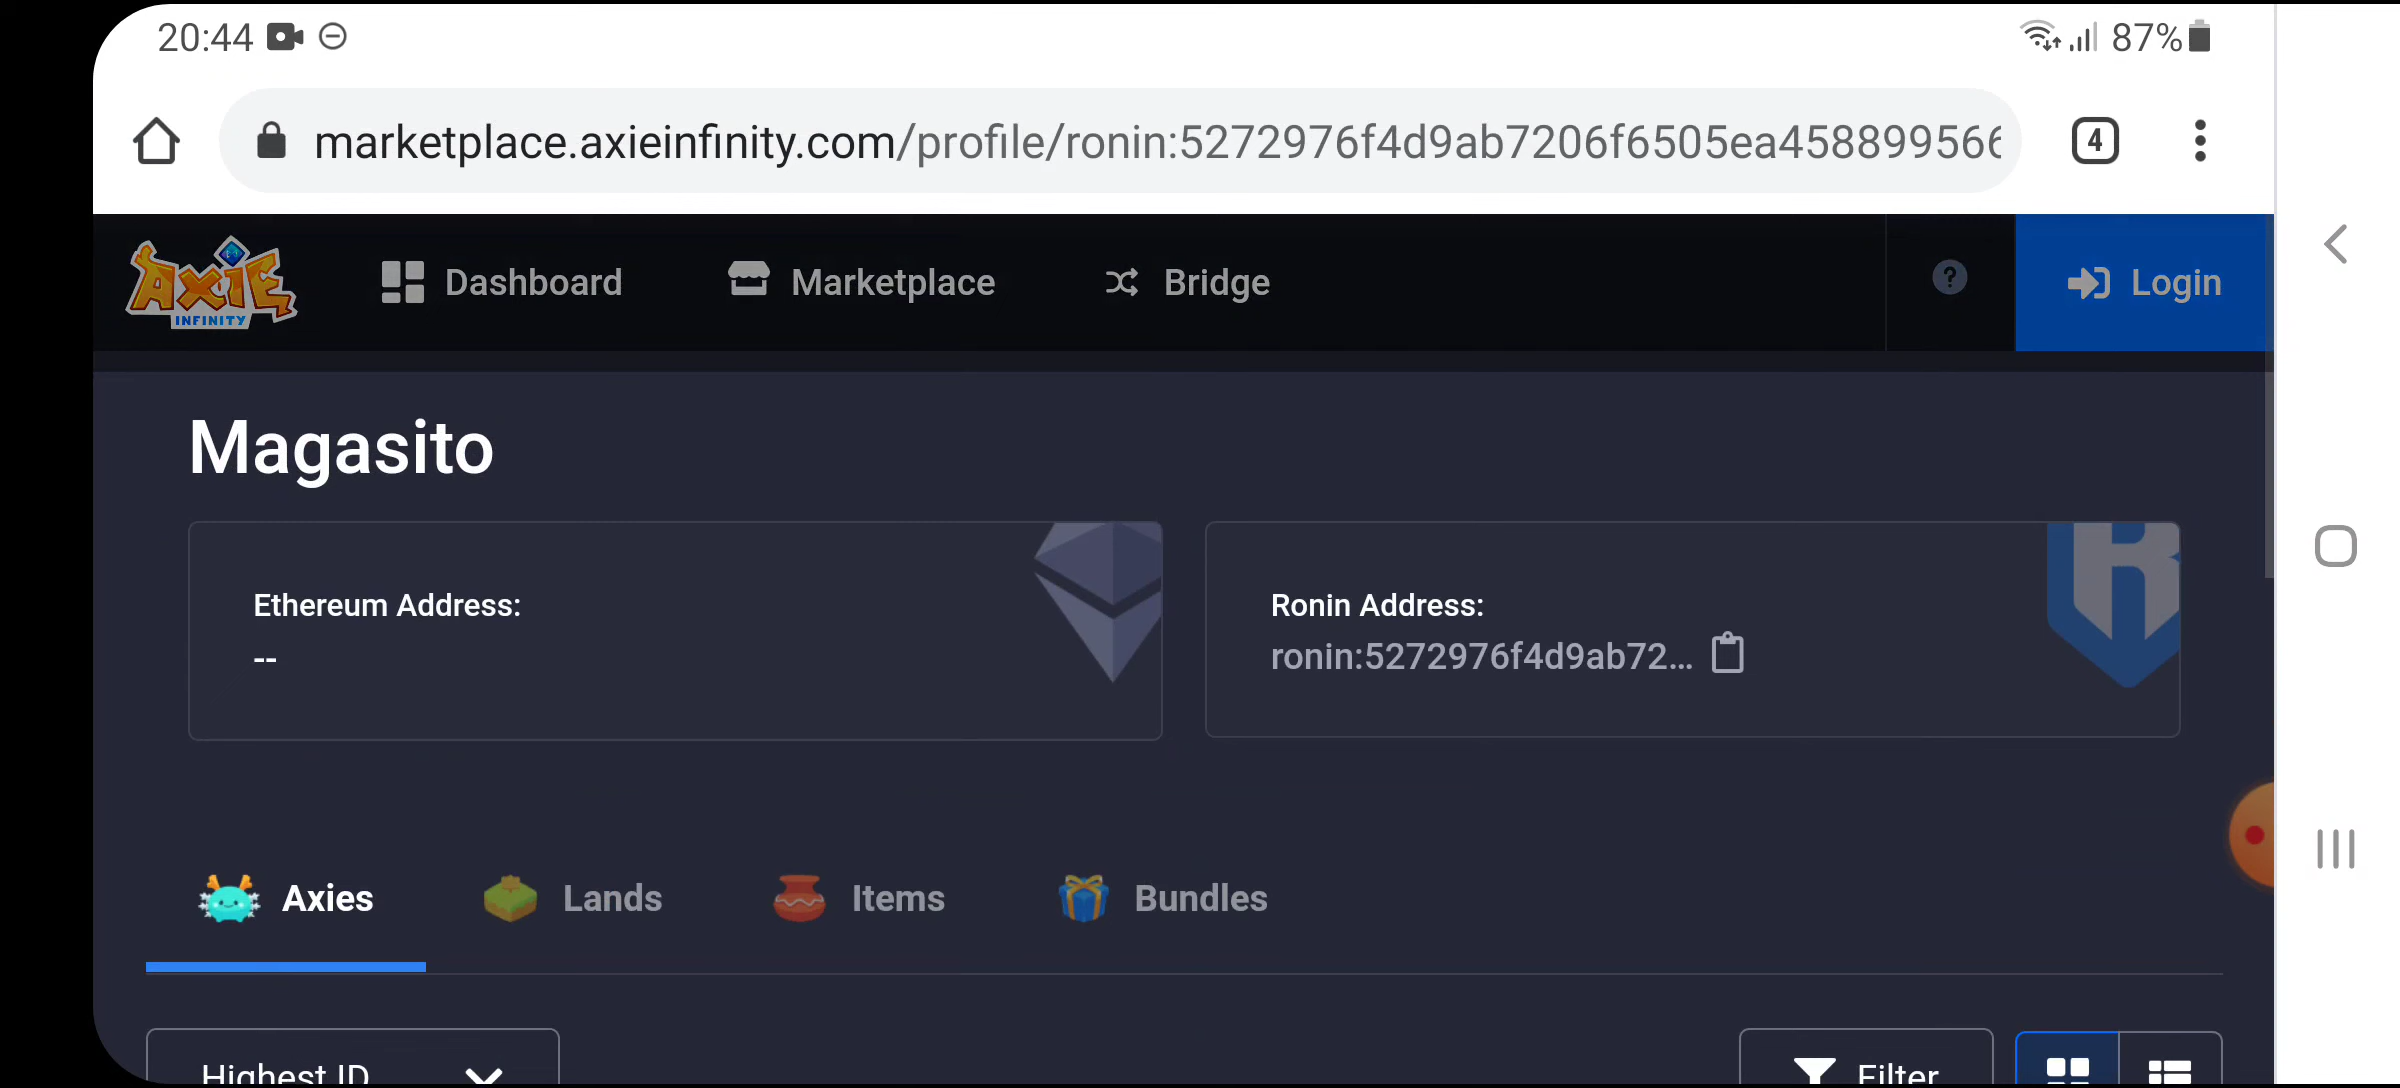 20:44
87%
marketplace.axieinfinity.com/profile/ronin:5272976f4d9ab7206f6505ea458899566
4
AXIE
INFINITY
Dashboard
Marketplace
Bridge
?
Login
Magasito
Ethereum Address:
--
Ronin Address:
ronin:5272976f4d9ab72...
Axies
Lands
Items
Bundles
Highest ID
Filter